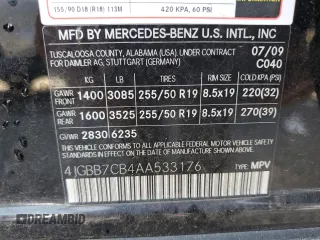 155/90 D18 (R18) 113M
420 KPA, 60 PSI
INFORMATION
MFD BY MERCEDES-BENZ U.S. INTL., INC
TUSCALOOSA COUNTY, ALABAMA (USA), UNDER CONTRACT
FOR DAIMLER AG, STUTTGART (GERMANY)
07/09
C040
KG LB TIRE SIZE RIM SIZE COLD KPA (PSI)
GAWR FRONT 1400 3085 255/50 R19 8.5x19 220(32)
GAWR REAR 1600 3525 255/50 R19 8.5x19 270(39)
GVWR 2830 6235
THIS VEHICLE CONFORMS TO ALL APPLICABLE
FEDERAL MOTOR VEHICLE SAFETY STANDARDS IN
EFFECT ON THE DATE OF MANUFACTURE SHOWN ABOVE.
4JGBB7CB4AA533176 TYPE: MPV
DREAMBID